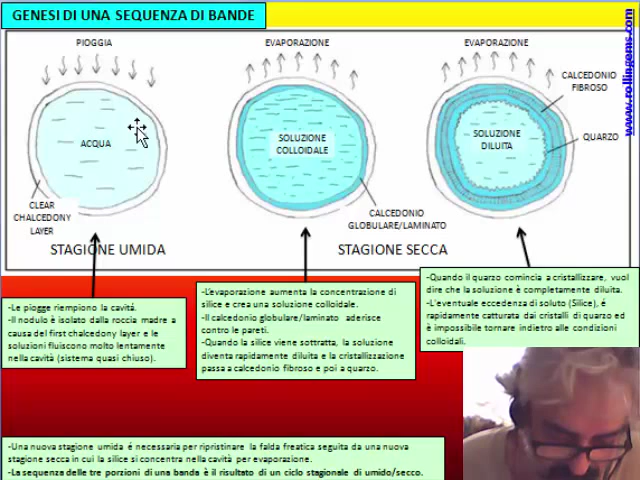 GENESI DI UNA SEQUENZA DI BANDE
www.rollingems.com
PIOGGIA
EVAPORAZIONE
EVAPORAZIONE
CALCEDONIO
FIBROSO
ACQUA
SOLUZIONE
COLLOIDALE
SOLUZIONE
DILUITA
QUARZO
CLEAR
CHALCEDONY
LAYER
CALCEDONIO
GLOBULARE/LAMINATO
STAGIONE UMIDA
STAGIONE SECCA
-Le piogge riempiono la cavità.
-Il nodulo è isolato dalla roccia madre a
causa del first chalcedony layer e le
soluzioni fluiscono molto lentamente
nella cavità (sistema quasi chiuso).
-L'evaporazione aumenta la concentrazione di
silice e crea una soluzione colloidale.
-Il calcedonio globulare/laminato aderisce
contro le pareti.
-Quando la silice viene sottratta, la soluzione
diventa rapidamente diluita e la cristallizzazione
passa a calcedonio fibroso e poi a quarzo.
-Quando il quarzo comincia a cristallizzare, vuol
dire che la soluzione è completamente diluita.
-L'eventuale eccedenza di soluto (Silice), é
rapidamente catturata dai cristalli di quarzo ed
è impossibile tornare indietro alle condizioni
colloidali.
-Una nuova stagione umida é necessaria per ripristinare la falda freatica seguita da una nuova
stagione secca in cui la silice si concentra nella cavità per evaporazione.
-La sequenza delle tre porzioni di una banda è il risultato di un ciclo stagionale di umido/secco.